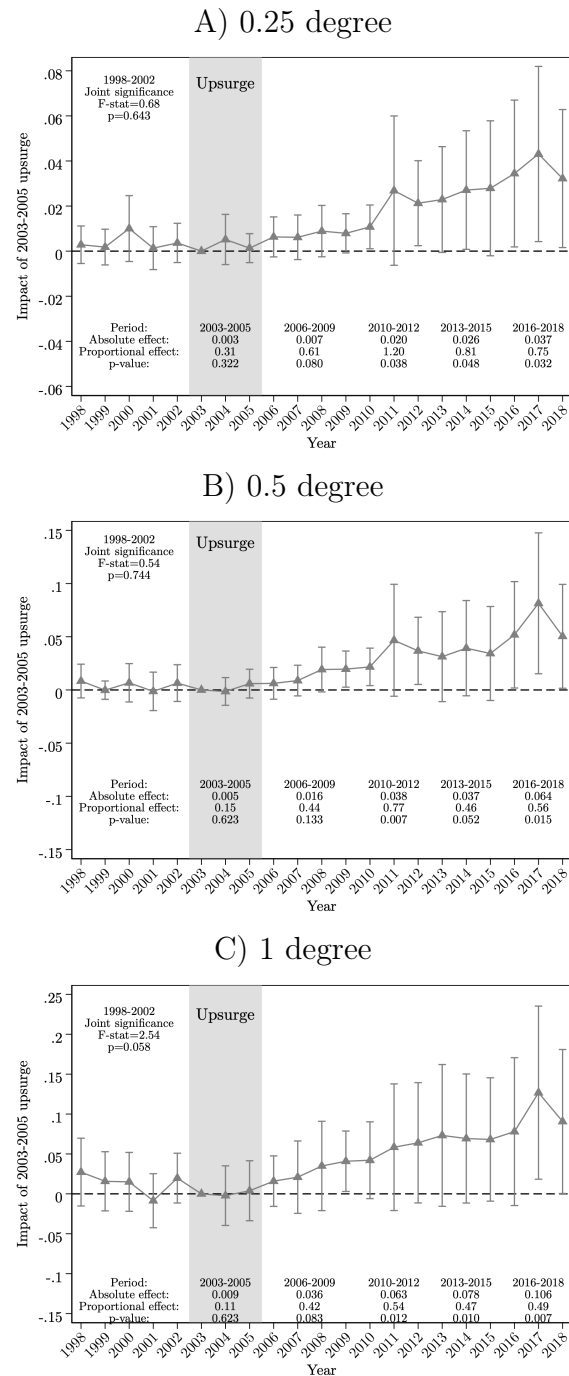 A) 0.25 degree
Impact of 2003-2005 upsurge
.08
.06
.04
.02
0
-.02
-.04
-.06
1998-2002
Joint significance
F-stat=0.68
p=0.643
Upsurge
Period: 2003-2005 2006-2009 2010-2012 2013-2015 2016-2018
Absolute effect: 0.003 0.007 0.020 0.026 0.037
Proportional effect: 0.31 0.61 1.20 0.81 0.75
p-value: 0.322 0.080 0.038 0.048 0.032
1998 1999 2000 2001 2002 2003 2004 2005 2006 2007 2008 2009 2010 2011 2012 2013 2014 2015 2016 2017 2018
Year
B) 0.5 degree
Impact of 2003-2005 upsurge
.15
.1
.05
0
-.05
-.1
-.15
1998-2002
Joint significance
F-stat=0.54
p=0.744
Upsurge
Period: 2003-2005 2006-2009 2010-2012 2013-2015 2016-2018
Absolute effect: 0.005 0.016 0.038 0.037 0.064
Proportional effect: 0.15 0.44 0.77 0.46 0.56
p-value: 0.623 0.133 0.007 0.052 0.015
1998 1999 2000 2001 2002 2003 2004 2005 2006 2007 2008 2009 2010 2011 2012 2013 2014 2015 2016 2017 2018
Year
C) 1 degree
Impact of 2003-2005 upsurge
.25
.2
.15
.1
.05
0
-.05
-.1
-.15
1998-2002
Joint significance
F-stat=2.54
p=0.058
Upsurge
Period: 2003-2005 2006-2009 2010-2012 2013-2015 2016-2018
Absolute effect: 0.009 0.036 0.063 0.078 0.106
Proportional effect: 0.11 0.42 0.54 0.47 0.49
p-value: 0.623 0.083 0.012 0.010 0.007
1998 1999 2000 2001 2002 2003 2004 2005 2006 2007 2008 2009 2010 2011 2012 2013 2014 2015 2016 2017 2018
Year